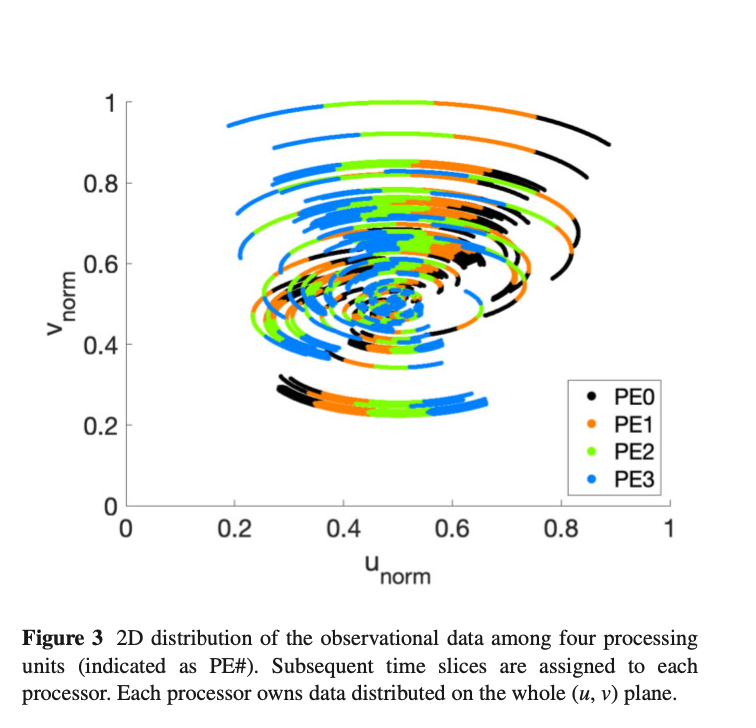 1
0.8
0.6
0.4
0.2
0
v_norm
0 0.2 0.4 0.6 0.8 1
u_norm
PE0
PE1
PE2
PE3
Figure 3 2D distribution of the observational data among four processing
units (indicated as PE#). Subsequent time slices are assigned to each
processor. Each processor owns data distributed on the whole (u, v) plane.